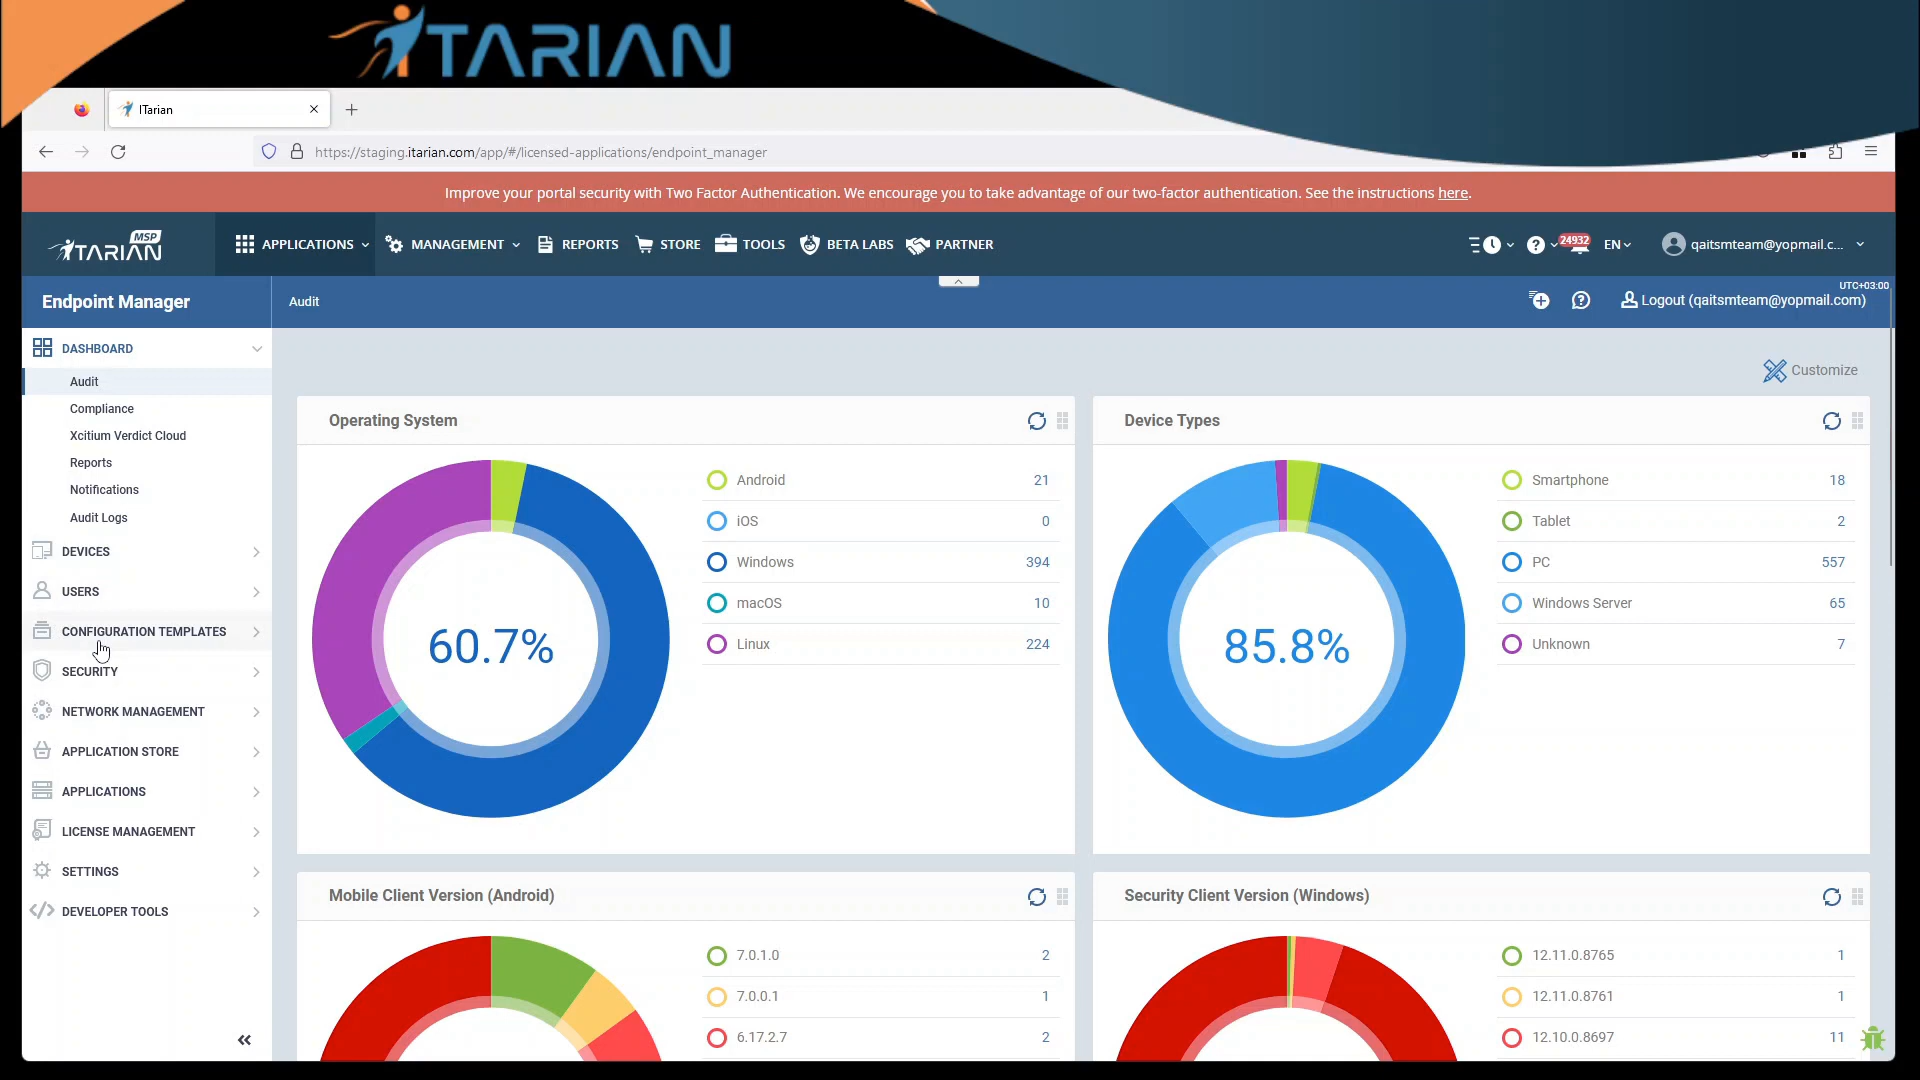 ITARIAN
ITarian
https://staging.itarian.com/app/#/licensed-applications/endpoint_manager
Improve your portal security with Two Factor Authentication. We encourage you to take advantage of our two-factor authentication. See the instructions here.
ITARIAN MSP
APPLICATIONS
MANAGEMENT
REPORTS
STORE
TOOLS
BETA LABS
PARTNER
24932
EN
qaitsmteam@yopmail.c...
Endpoint Manager
Audit
UTC+03:00
Logout (qaitsmteam@yopmail.com)
DASHBOARD
Audit
Compliance
Xcitium Verdict Cloud
Reports
Notifications
Audit Logs
DEVICES
USERS
CONFIGURATION TEMPLATES
SECURITY
NETWORK MANAGEMENT
APPLICATION STORE
APPLICATIONS
LICENSE MANAGEMENT
SETTINGS
DEVELOPER TOOLS
Customize
Operating System
60.7%
Android 21
iOS 0
Windows 394
macOS 10
Linux 224
Device Types
85.8%
Smartphone 18
Tablet 2
PC 557
Windows Server 65
Unknown 7
Mobile Client Version (Android)
7.0.1.0 2
7.0.0.1 1
6.17.2.7 2
Security Client Version (Windows)
12.11.0.8765 1
12.11.0.8761 1
12.10.0.8697 11